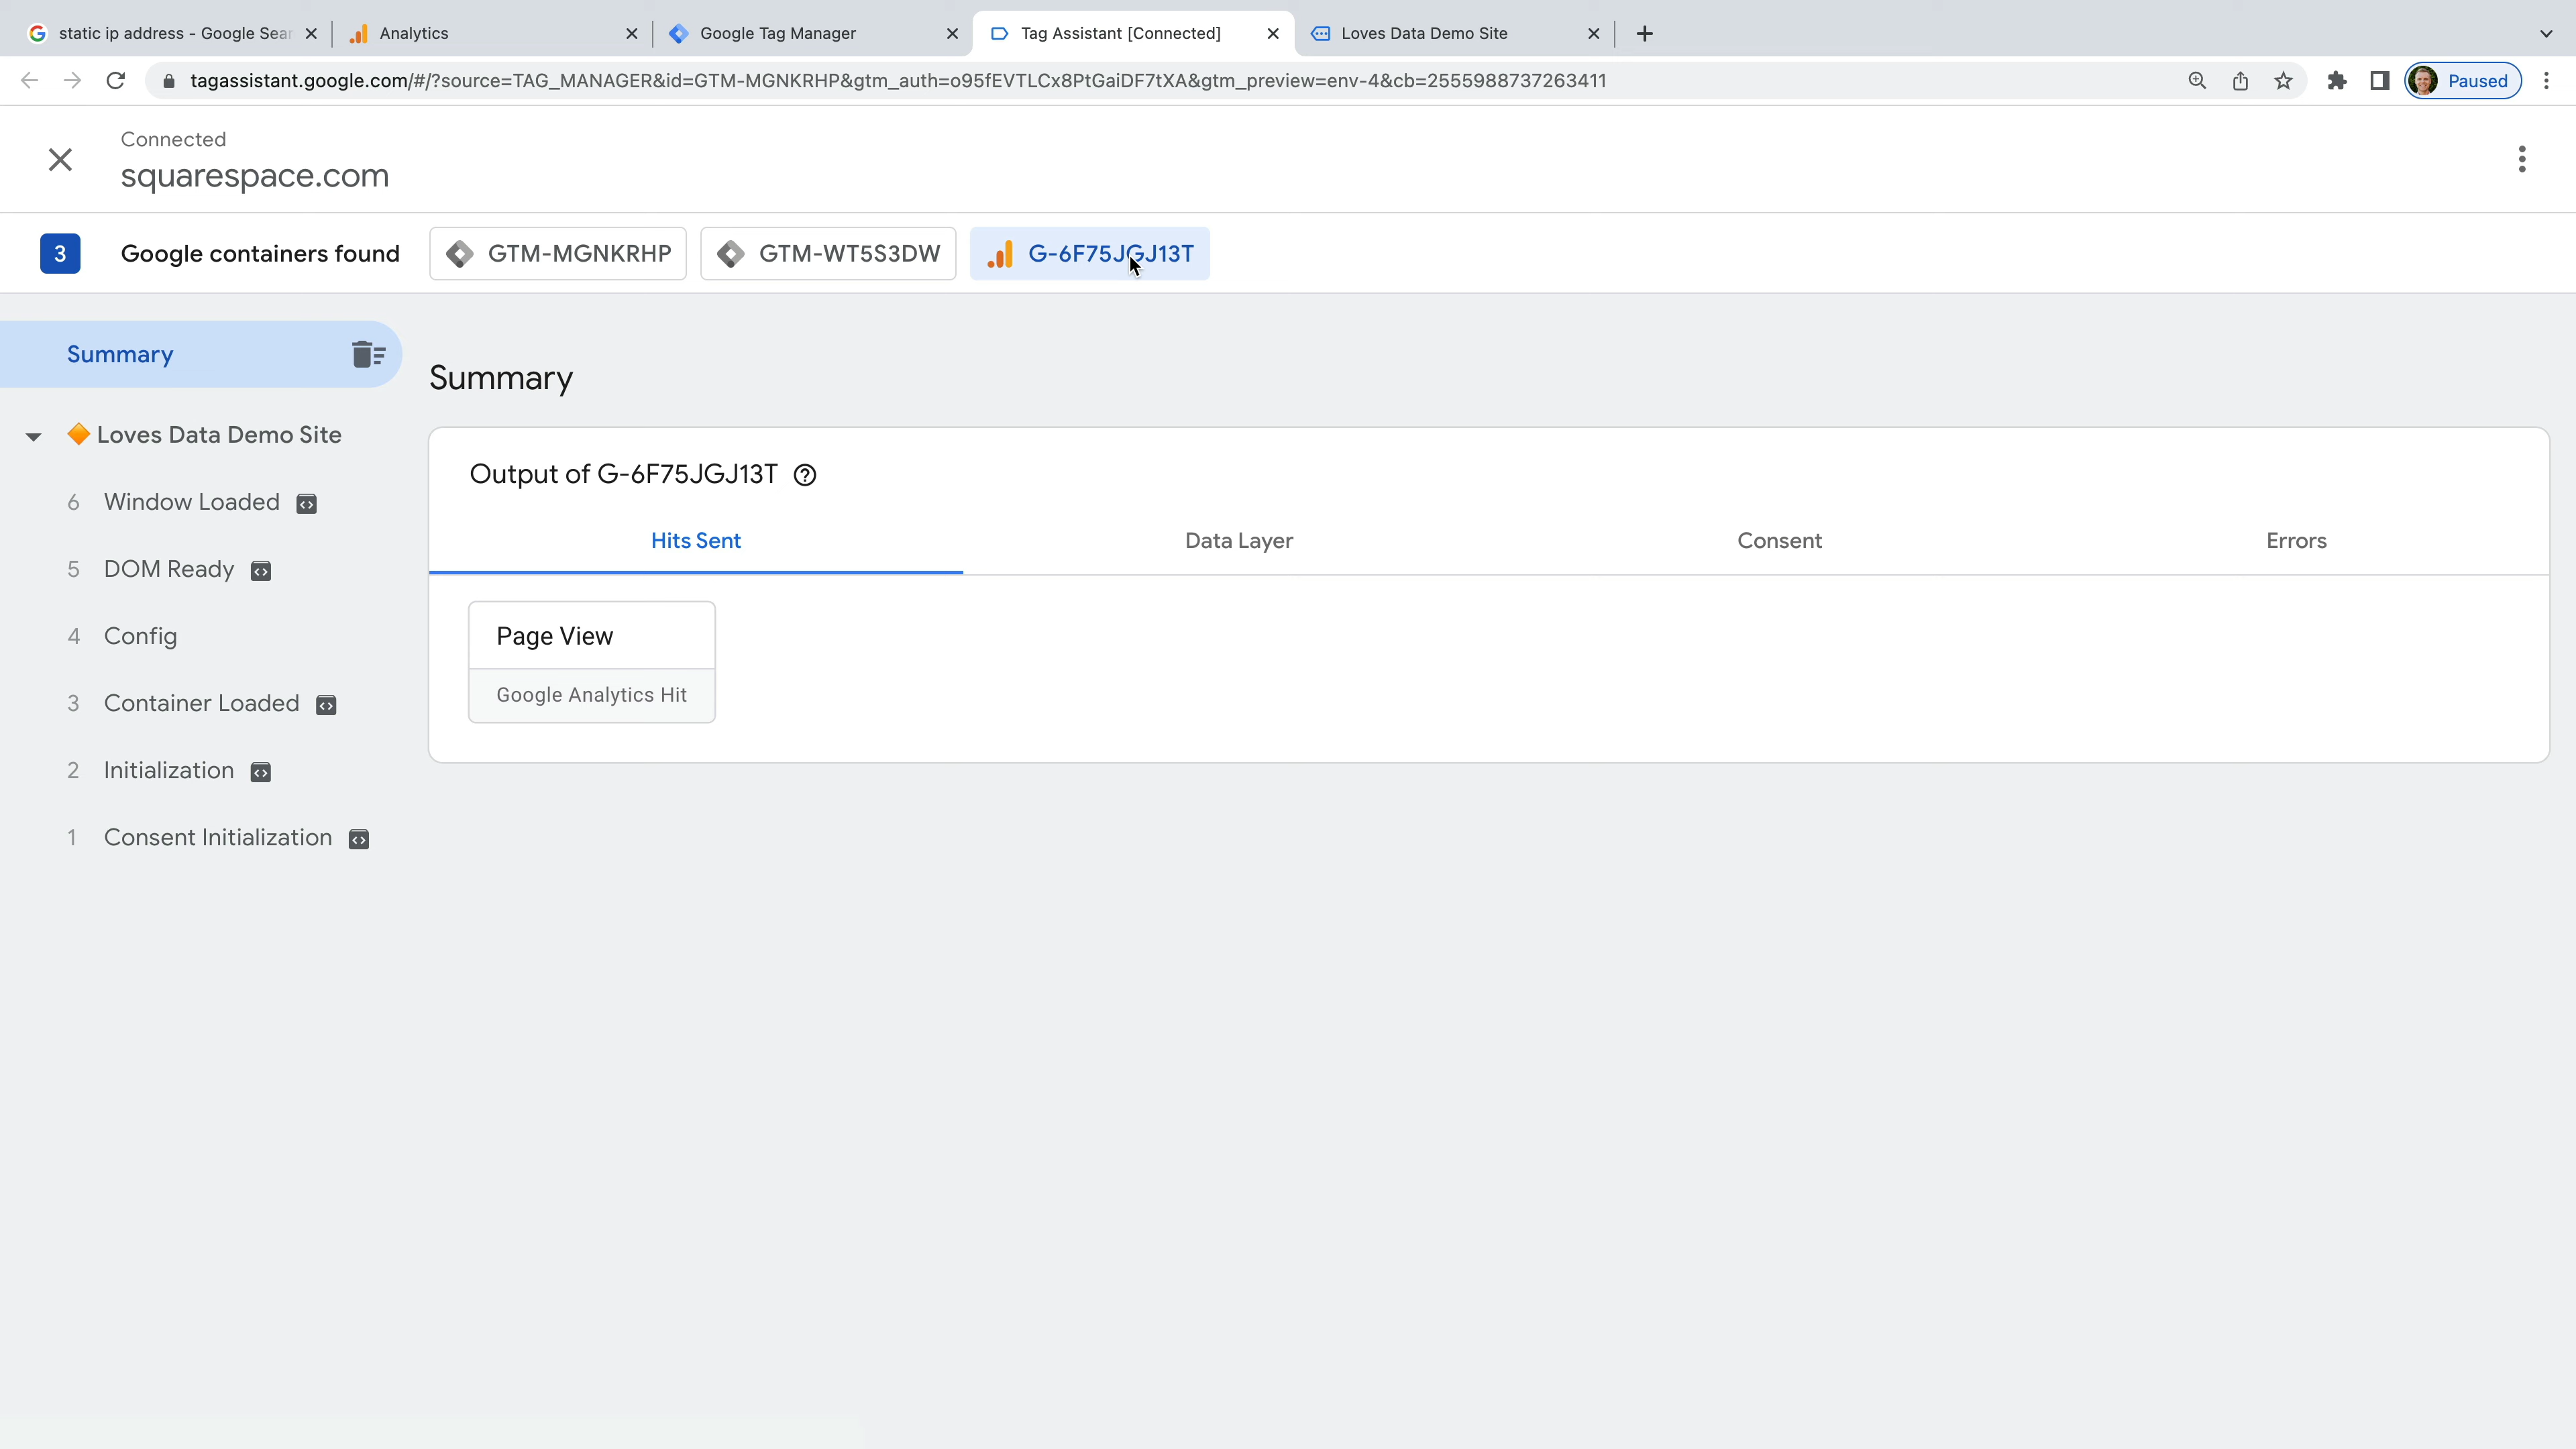 static ip address - Google Sear
Analytics
Google Tag Manager
Tag Assistant [Connected]
Loves Data Demo Site
tagassistant.google.com/#/?source=TAG_MANAGER&id=GTM-MGNKRHP&gtm_auth=o95fEVTLCx8PtGaiDF7tXA&gtm_preview=env-4&cb=2555988737263411
Paused
Connected
squarespace.com
3 Google containers found GTM-MGNKRHP GTM-WT5S3DW G-6F75JGJ13T
Summary
Loves Data Demo Site
6 Window Loaded
5 DOM Ready
4 Config
3 Container Loaded
2 Initialization
1 Consent Initialization
Summary
Output of G-6F75JGJ13T
Hits Sent Data Layer Consent Errors
Page View
Google Analytics Hit